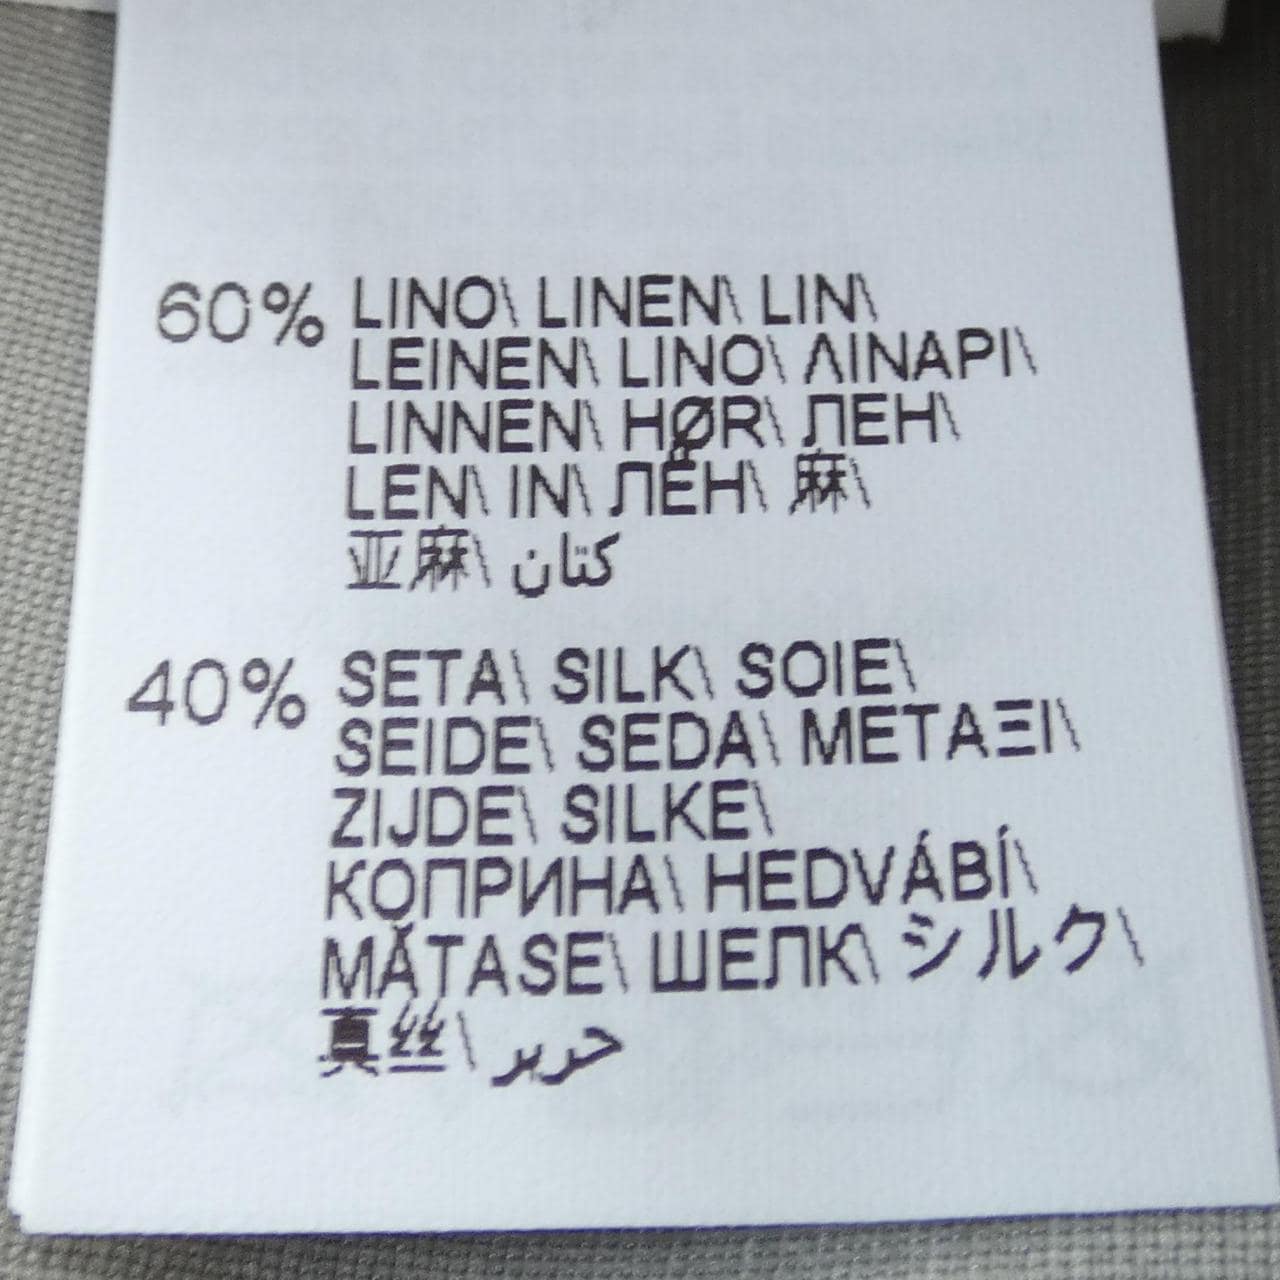 60% LINO\ LINEN\ LIN\
LEINEN\ LINO\ ΛΙΝΑΡΙ\
LINNEN\ HØR\ ЛЕН\
LEN\ IN\ ЛЁН\ 麻\
亚麻\ كتان
40% SETA\ SILK\ SOIE\
SEIDE\ SEDA\ ΜΕΤΑΞΙ\
ZIJDE\ SILKE\
КОПРИНА\ HEDVÁBÍ\
MĂTASE\ ШЕЛК\ シルク\
真丝\ حرير